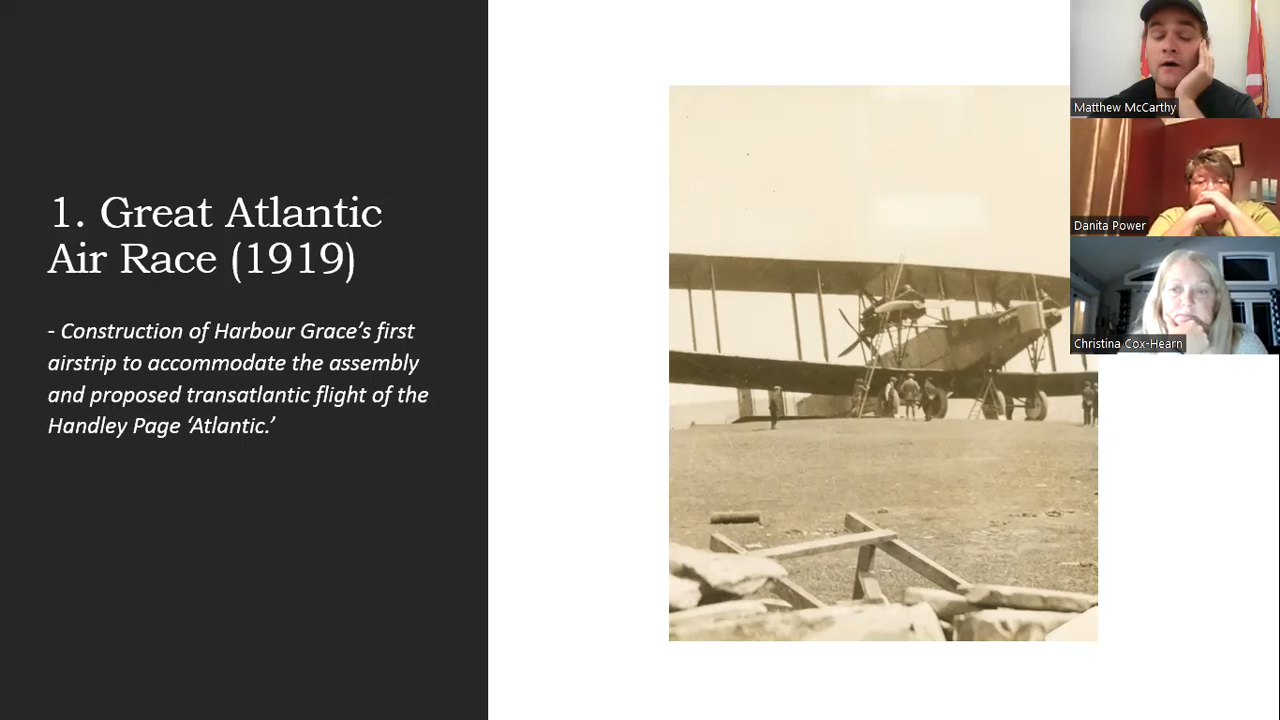 1. Great Atlantic
Air Race (1919)
- Construction of Harbour Grace’s first
airstrip to accommodate the assembly
and proposed transatlantic flight of the
Handley Page ‘Atlantic.’
Matthew McCarthy
Danita Power
Christina Cox-Hearn